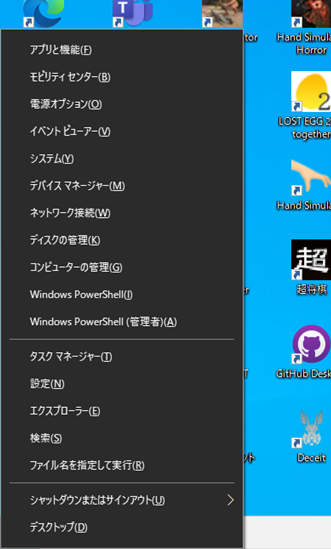 アプリと機能(F)
モビリティ センター(B)
電源オプション(O)
イベント ビューアー(V)
システム(Y)
デバイス マネージャー(M)
ネットワーク接続(W)
ディスクの管理(K)
コンピューターの管理(G)
Windows PowerShell(I)
Windows PowerShell (管理者)(A)
タスク マネージャー(T)
設定(N)
エクスプローラー(E)
検索(S)
ファイル名を指定して実行(R)
シャットダウンまたはサインアウト(U)
デスクトップ(D)
tor
Hand Simula
Horror
LOST EGG 2
together
Hand Simula
er
超
超将棋
T
GitHub Desk
ット
Deceit